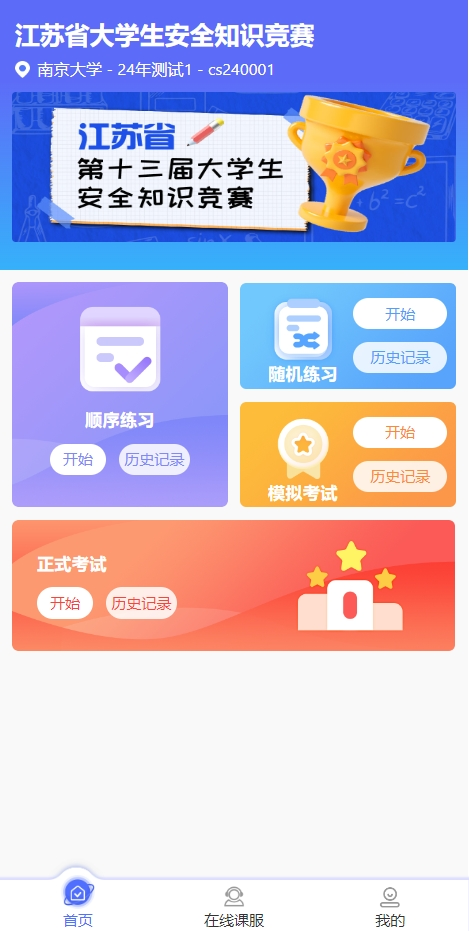 江苏省大学生安全知识竞赛
南京大学 - 24年测试1 - cs240001
江苏省
第十三届大学生
安全知识竞赛
顺序练习
开始 历史记录
随机练习
开始
历史记录
模拟考试
开始
历史记录
正式考试
开始 历史记录
首页 在线课服 我的